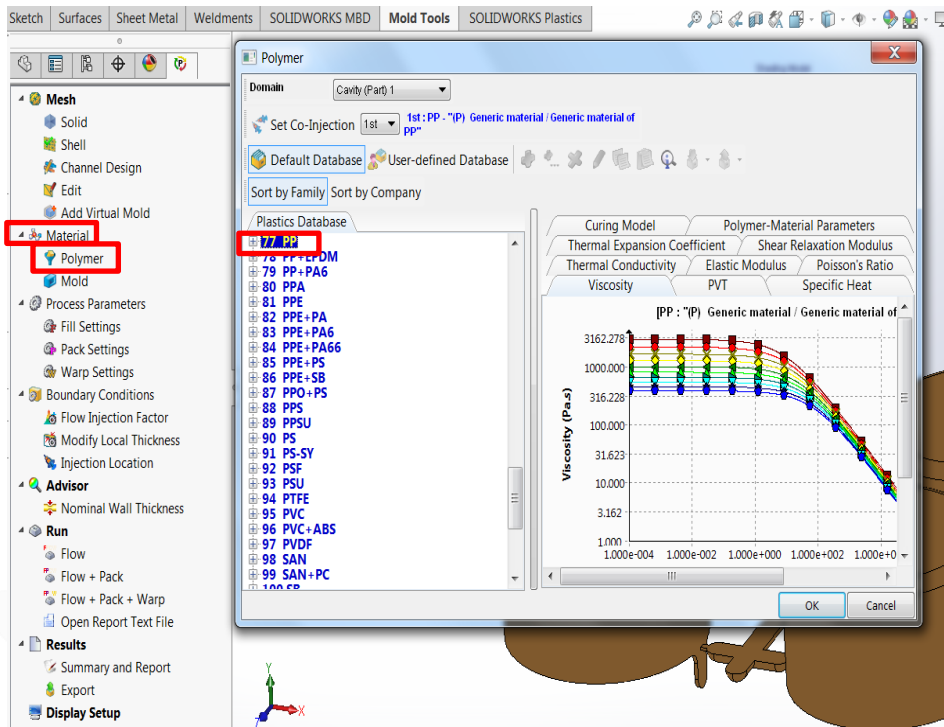 Sketch Surfaces Sheet Metal Weldments SOLIDWORKS MBD Mold Tools SOLIDWORKS Plastics
Mesh
Solid
Shell
Channel Design
Edit
Add Virtual Mold
Material
Polymer
Mold
Process Parameters
Fill Settings
Pack Settings
Warp Settings
Boundary Conditions
Flow Injection Factor
Modify Local Thickness
Injection Location
Advisor
Nominal Wall Thickness
Run
Flow
Flow + Pack
Flow + Pack + Warp
Open Report Text File
Results
Summary and Report
Export
Display Setup
Polymer
Domain Cavity (Part) 1
Set Co-Injection 1st 1st : PP - "(P) Generic material / Generic material of
PP"
Default Database User-defined Database
Sort by Family Sort by Company
Plastics Database
77 PP
78 PP+EPDM
79 PP+PA6
80 PPA
81 PPE
82 PPE+PA
83 PPE+PA6
84 PPE+PA66
85 PPE+PS
86 PPE+SB
87 PPO+PS
88 PPS
89 PPSU
90 PS
91 PS-SY
92 PSF
93 PSU
94 PTFE
95 PVC
96 PVC+ABS
97 PVDF
98 SAN
99 SAN+PC
100 SB
Curing Model Polymer-Material Parameters
Thermal Expansion Coefficient Shear Relaxation Modulus
Thermal Conductivity Elastic Modulus Poisson's Ratio
Viscosity PVT Specific Heat
[PP : "(P) Generic material / Generic material of
Viscosity (Pa.s)
3162.278
1000.000
316.228
100.000
31.623
10.000
3.162
1.000
1.000e-004 1.000e-02 1.000e+000 1.000e+002 1.000e+0
OK Cancel
Y
X
Z